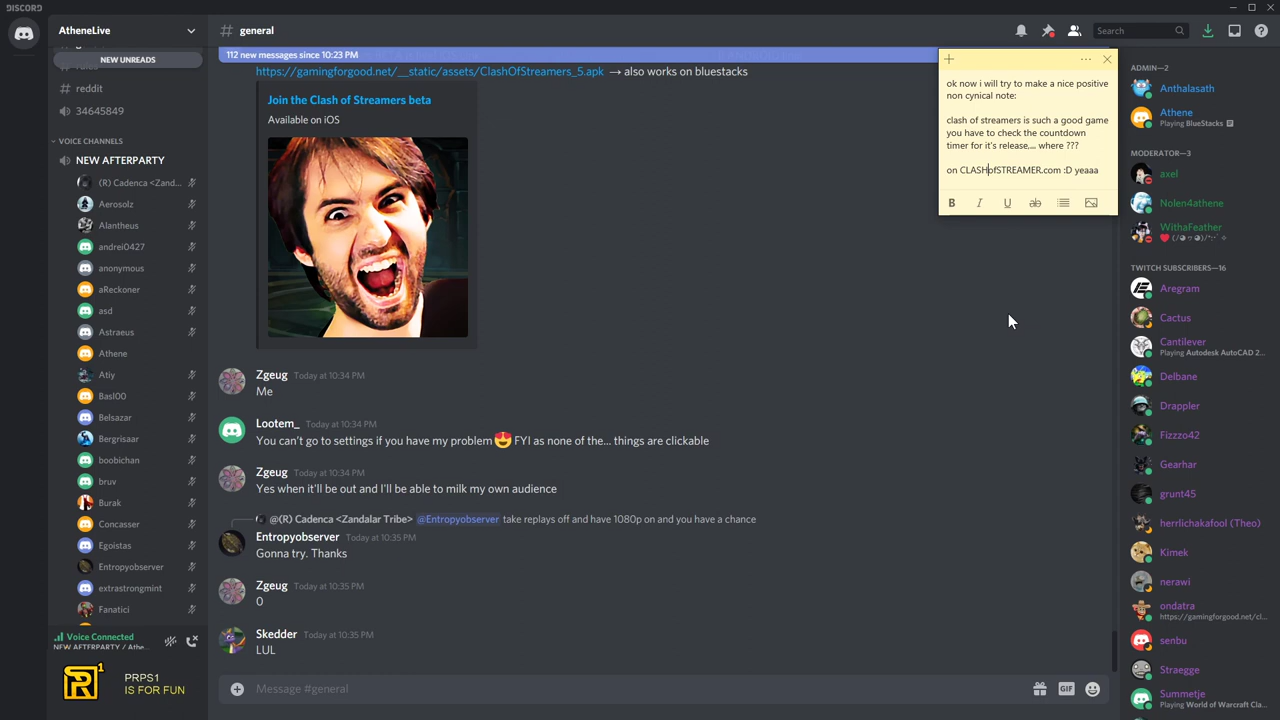 DISCORD
AtheneLive
# general
Search
NEW UNREADS
# rules
reddit
34645849
VOICE CHANNELS
NEW AFTERPARTY
(R) Cadenca <Zand...
Aerosolz
Alantheus
andrei0427
anonymous
aReckoner
asd
Astraeus
Athene
Atiy
Basl00
Belsazar
Bergrisaar
boobichan
bruv
Burak
Concasser
Egoistas
Entropyobserver
extrastrongmint
Fanatici
Voice Connected
NEW AFTERPARTY / Athe...
R1
PRPS1
IS FOR FUN
112 new messages since 10:23 PM
https://gamingforgood.net/__static/assets/ClashOfStreamers_5.apk → also works on bluestacks
Join the Clash of Streamers beta
Available on iOS
Zgeug Today at 10:34 PM
Me
Lootem_ Today at 10:34 PM
You can't go to settings if you have my problem 😍 FYI as none of the... things are clickable
Zgeug Today at 10:34 PM
Yes when it'll be out and I'll be able to milk my own audience
@(R) Cadenca <Zandalar Tribe> @Entropyobserver take replays off and have 1080p on and you have a chance
Entropyobserver Today at 10:35 PM
Gonna try. Thanks
Zgeug Today at 10:35 PM
0
Skedder Today at 10:35 PM
LUL
Message #general
GIF
ok now i will try to make a nice positive
non cynical note:
clash of streamers is such a good game
you have to check the countdown
timer for it's release,... where ???
on CLASHofSTREAMER.com :D yeaaa
B I U ab
ADMIN—2
Anthalasath
Athene
Playing BlueStacks
MODERATOR—3
axel
Nolen4athene
WithaFeather
TWITCH SUBSCRIBERS—16
Aregram
Cactus
Cantilever
Playing Autodesk AutoCAD 2...
Delbane
Drappler
Fizzzo42
Gearhar
grunt45
herrlichakafool (Theo)
Kimek
nerawi
ondatra
https://gamingforgood.net/cl...
senbu
Straegge
Summetje
Playing World of Warcraft Cla...